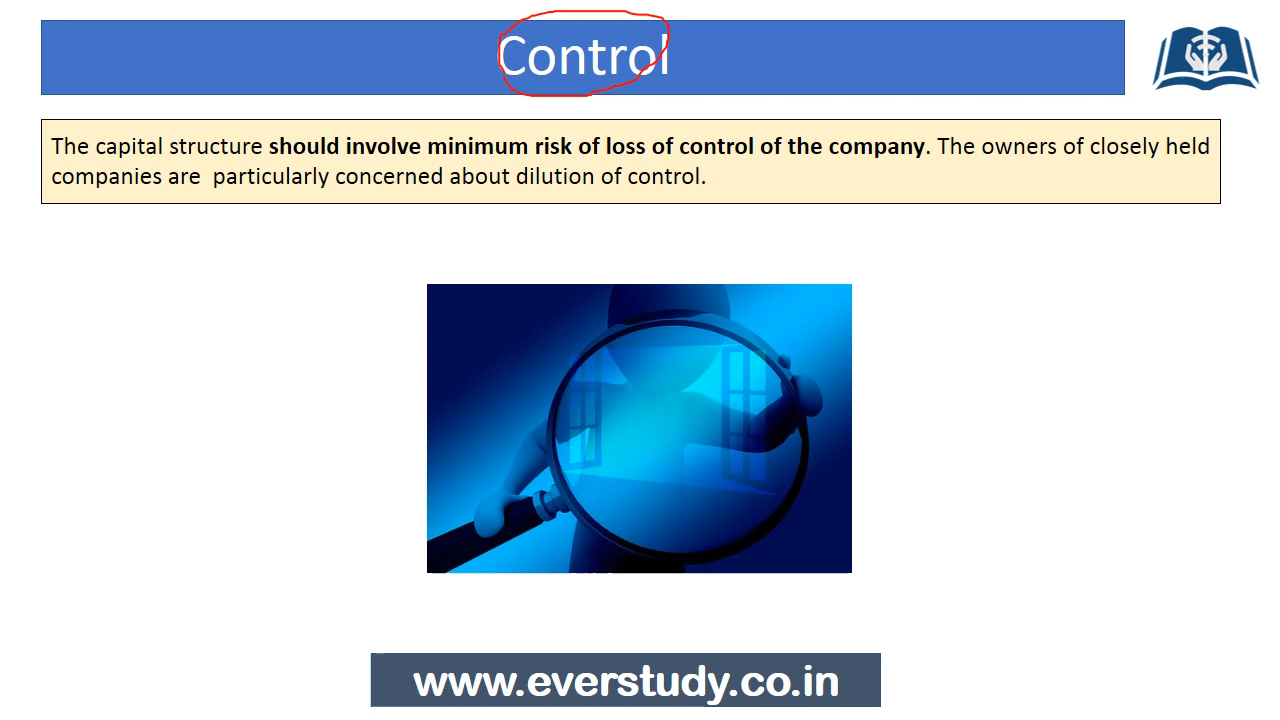 Control
The capital structure should involve minimum risk of loss of control of the company. The owners of closely held
companies are  particularly concerned about dilution of control.
www.everstudy.co.in